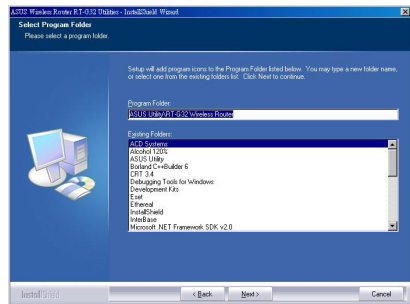 ASUS Wireless Router RT-G32 Utilities - InstallShield Wizard
Select Program Folder
Please select a program folder.
Setup will add program icons to the Program Folder listed below. You may type a new folder name,
or select one from the existing folders list. Click Next to continue.
Program Folder:
ASUS Utility\RT-G32 Wireless Router
Existing Folders:
ACD Systems
Alcohol 120%
ASUS Utility
Borland C++Builder 6
CRT 3.4
Debugging Tools for Windows
Development Kits
Eset
Ethereal
InstallShield
InterBase
Microsoft .NET Framework SDK v2.0
InstallShield
< Back
Next >
Cancel